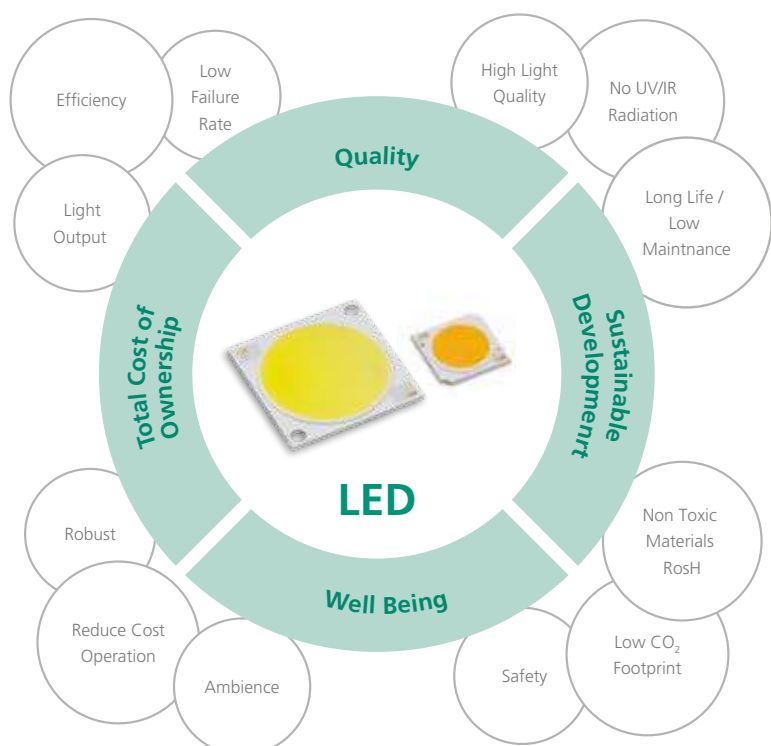 Efficiency
Low
Failure
Rate
Light
Output
High Light
Quality
No UV/IR
Radiation
Long Life /
Low
Maintnance
Quality
Total Cost of
Ownership
Sustainable
Developmenrt
LED
Well Being
Robust
Reduce Cost
Operation
Ambience
Safety
Low CO₂
Footprint
Non Toxic
Materials
RosH